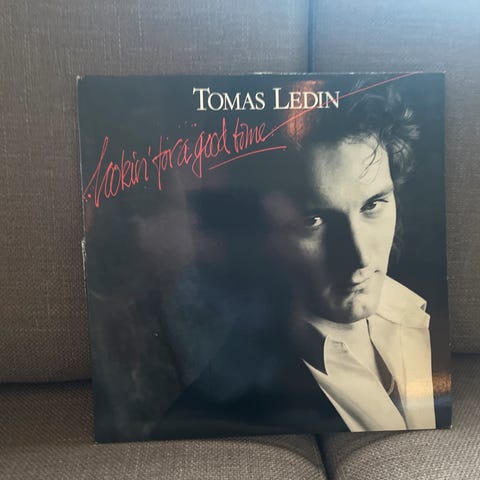 TOMAS LEDIN
Lookin' for a good time